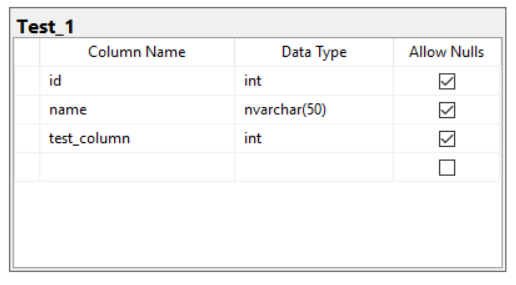 Test_1
Column Name Data Type Allow Nulls
id int
name nvarchar(50)
test_column int